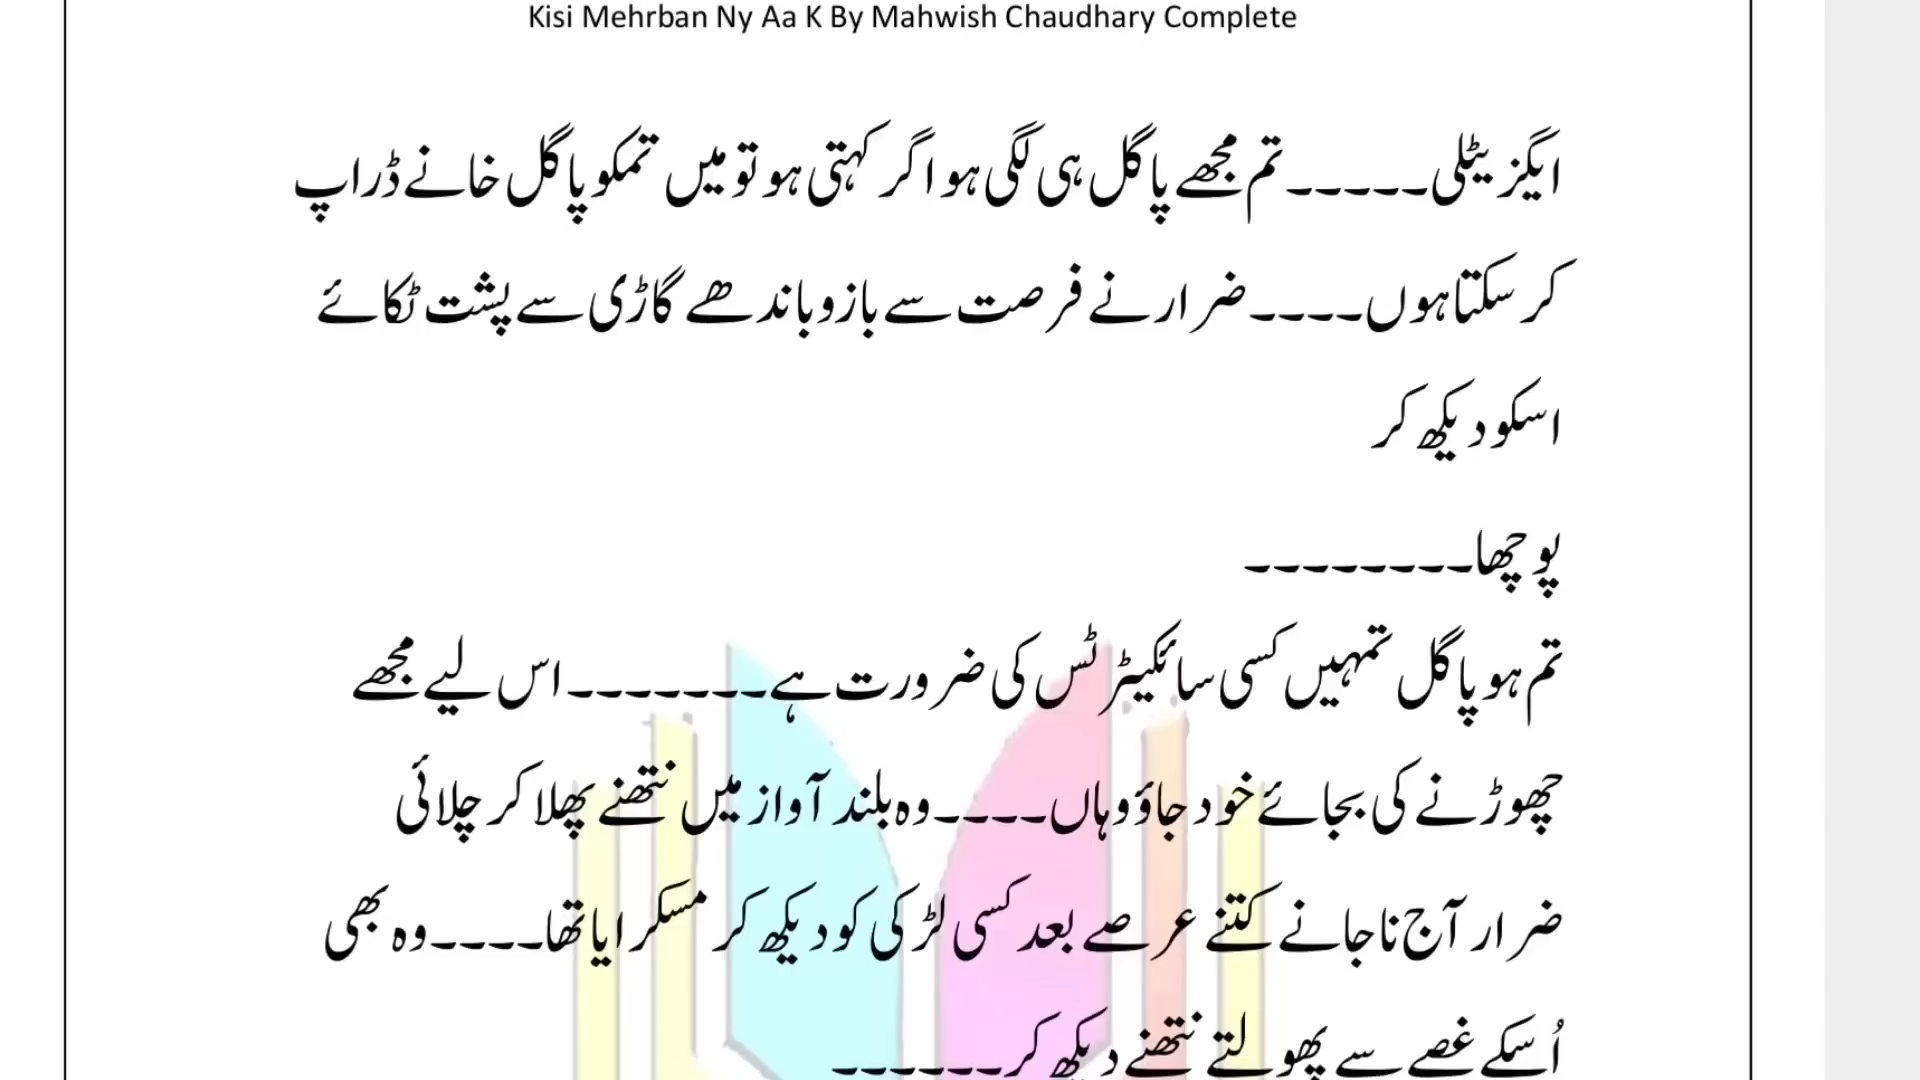 Kisi Mehrban Ny Aa K By Mahwish Chaudhary Complete
ایگزیٹلی۔۔۔۔۔ تم مجھے پاگل ہی لگی ہو اگر کہتی ہو تو میں تمکو پاگل خانے ڈراپ
کر سکتا ہوں۔۔۔۔ ضرار نے فرصت سے بازو باندھے گاڑی سے پشت ٹکائے
اسکو دیکھ کر
پوچھا۔۔۔۔۔۔۔۔
تم ہو پاگل تمہیں کسی سائکیٹرٹس کی ضرورت ہے۔۔۔۔۔۔۔ اس لیے مجھے
چھوڑنے کی بجائے خود جاؤ وہاں۔۔۔۔ وہ بلند آواز میں نتھنے پھلا کر چلائی
ضرار آج نا جانے کتنے عرصے بعد کسی لڑکی کو دیکھ کر مسکرایا تھا۔۔۔۔ وہ بھی
اُسکے غصے سے پھولتے نتھنے دیکھ کر۔۔۔۔۔۔